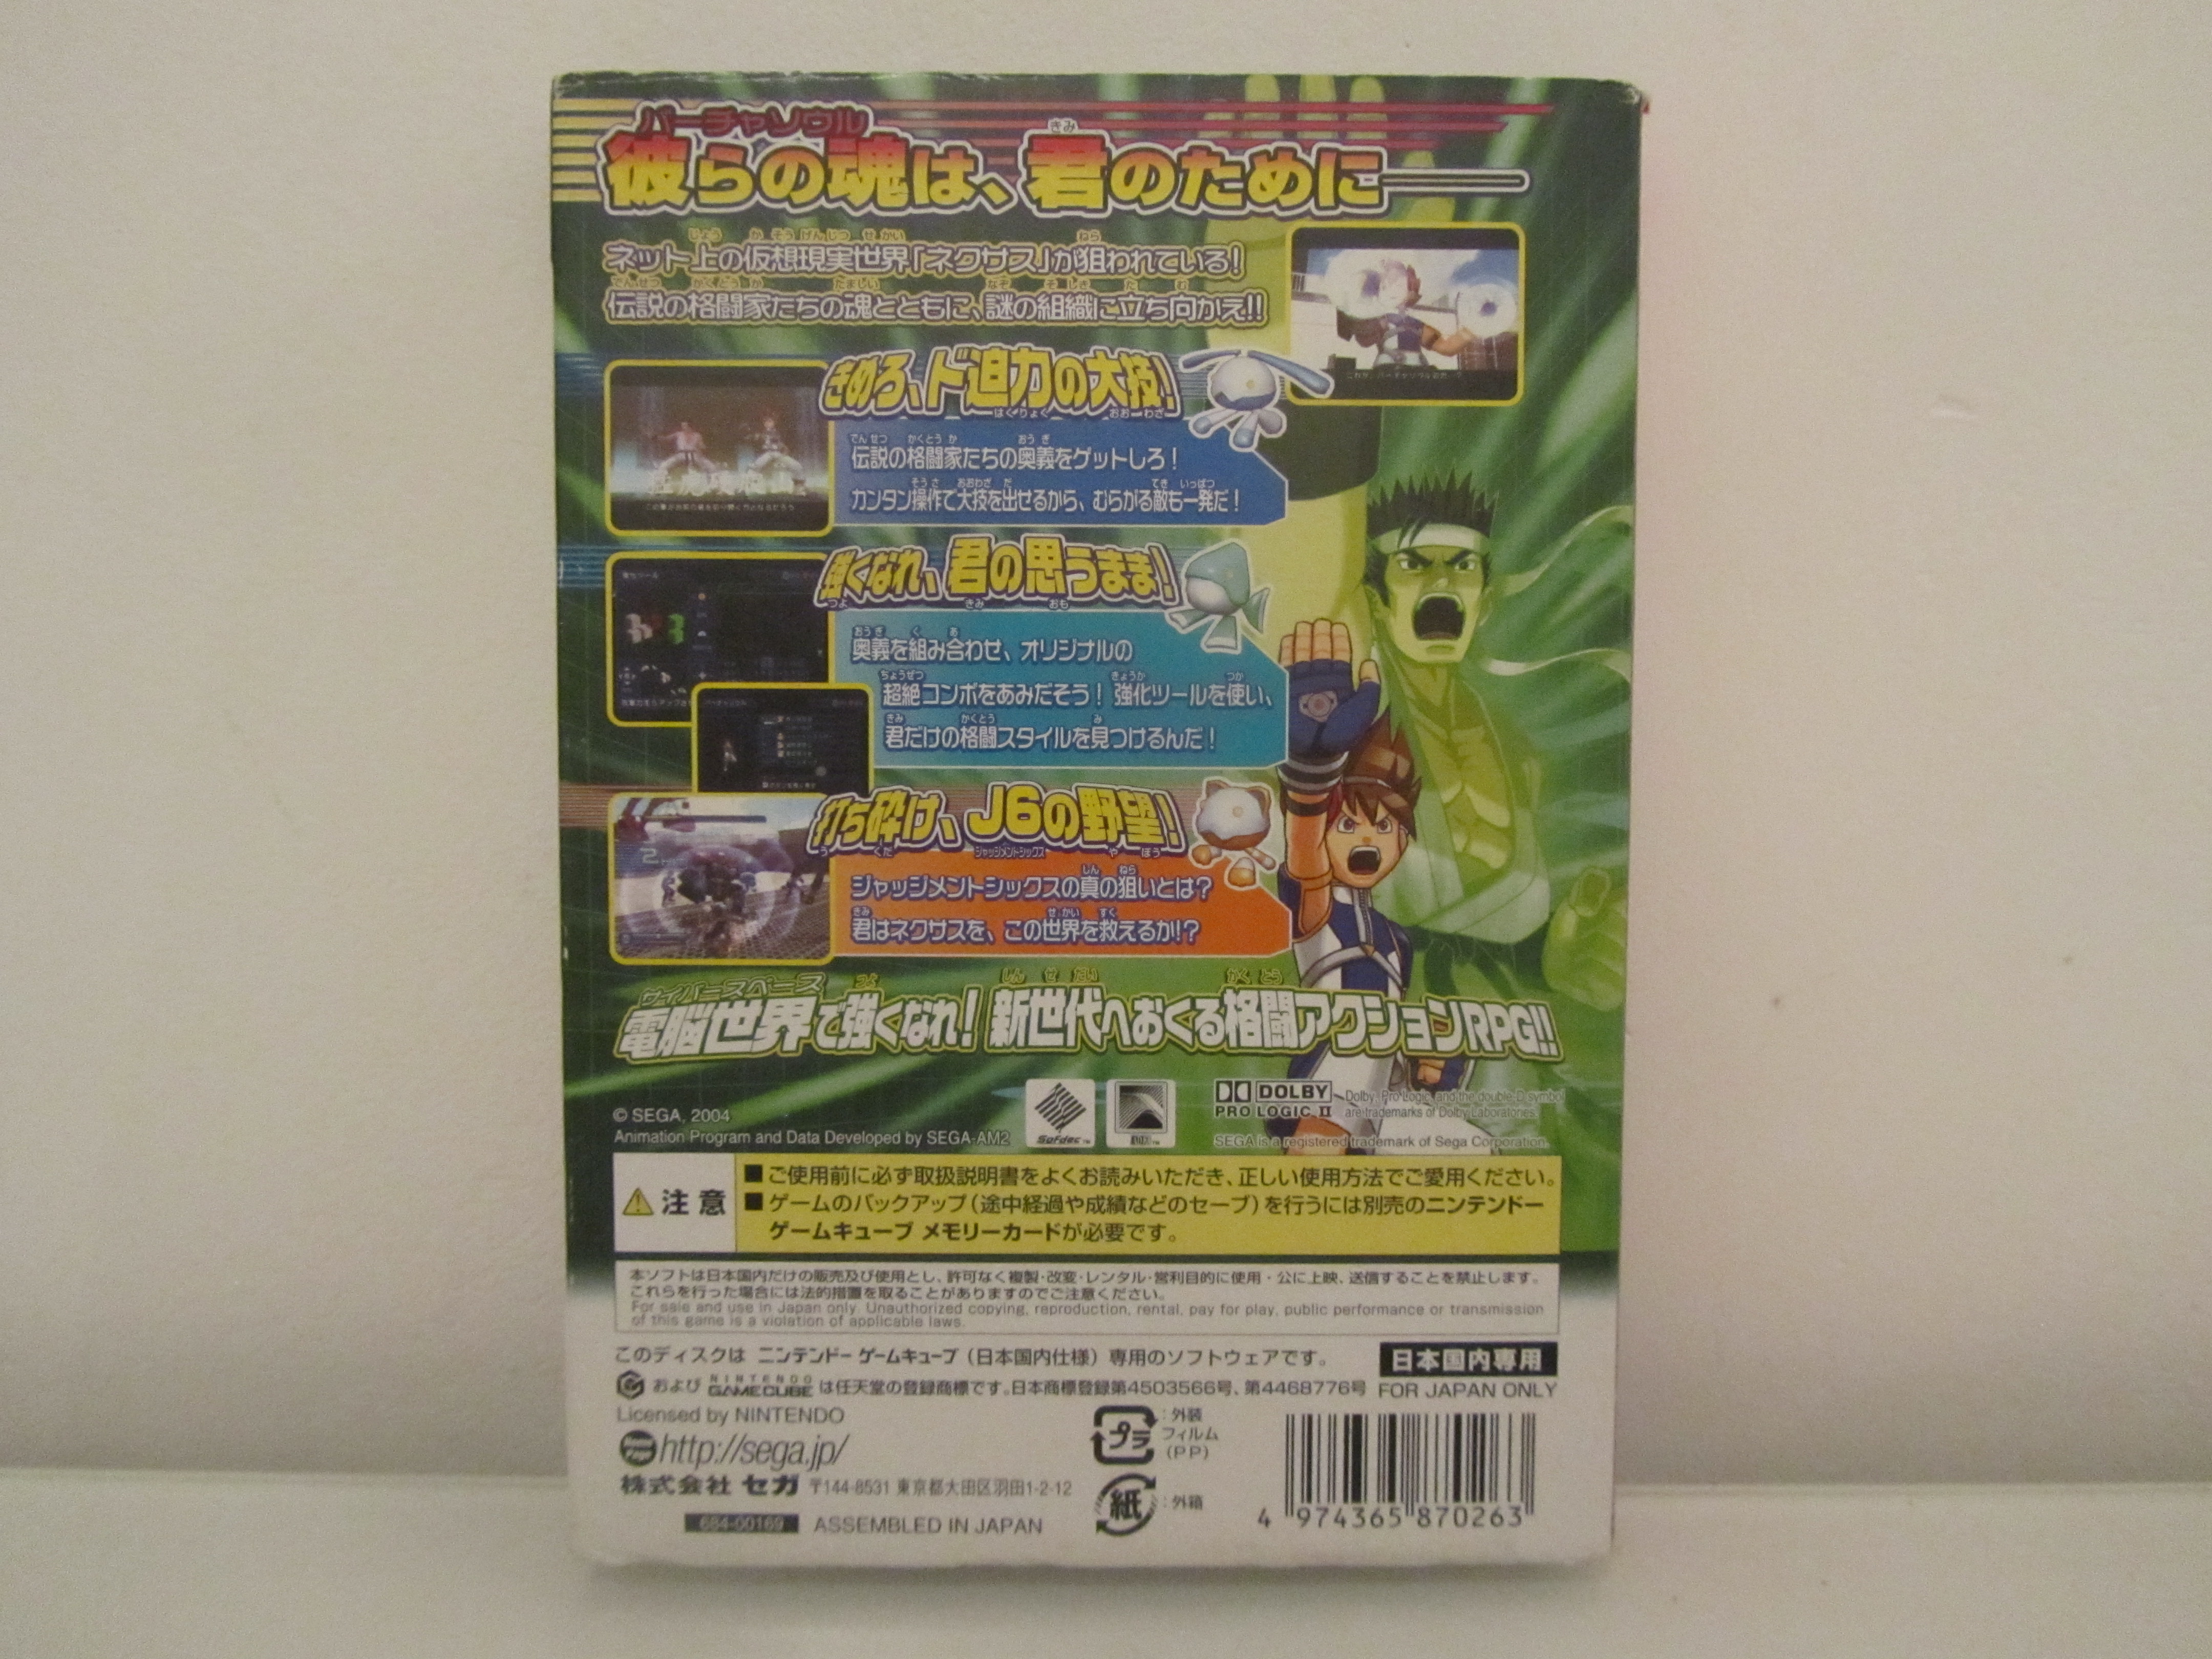 バーチャソウル
彼らの魂は、君のために――
ネット上の仮想現実世界「ネクサス」が狙われている!
伝説の格闘家たちの魂とともに、謎の組織に立ち向かえ!!
きめろ、ド迫力の大技!
伝説の格闘家たちの奥義をゲットしろ!
カンタン操作で大技を出せるから、むらがる敵も一発だ!
強くなれ、君の思うまま!
奥義を組み合わせ、オリジナルの
超絶コンボをあみだそう! 強化ツールを使い、
君だけの格闘スタイルを見つけるんだ!
打ち砕け、J6の野望!
ジャッジメントシックス
ジャッジメントシックスの真の狙いとは?
君はネクサスを、この世界を救えるか!?
サイバースペース
電脳世界で強くなれ! 新世代へおくる格闘アクションRPG!!
© SEGA, 2004
Animation Program and Data Developed by SEGA-AM2
Sofdec™
DOLBY
PRO LOGIC II
Dolby, Pro Logic, and the double-D symbol
are trademarks of Dolby Laboratories.
SEGA is a registered trademark of Sega Corporation.
注意
■ご使用前に必ず取扱説明書をよくお読みいただき、正しい使用方法でご愛用ください。
■ゲームのバックアップ(途中経過や成績などのセーブ)を行うには別売のニンテンドー
ゲームキューブ メモリーカードが必要です。
本ソフトは日本国内だけの販売及び使用とし、許可なく複製・改変・レンタル・営利目的に使用・公に上映、送信することを禁止します。
これらを行った場合には法的措置を取ることがありますのでご注意ください。
For sale and use in Japan only. Unauthorized copying, reproduction, rental, pay for play, public performance or transmission
of this game is a violation of applicable laws.
このディスクは ニンテンドー ゲームキューブ(日本国内仕様)専用のソフトウェアです。
日本国内専用
および NINTENDO GAMECUBE は任天堂の登録商標です。日本商標登録第4503566号、第4468776号
FOR JAPAN ONLY
Licensed by NINTENDO
Home Page http://sega.jp/
株式会社 セガ 〒144-8531 東京都大田区羽田1-2-12
684-00169 ASSEMBLED IN JAPAN
プラ :外装
フィルム
(PP)
紙 :外箱
4 974365 870263